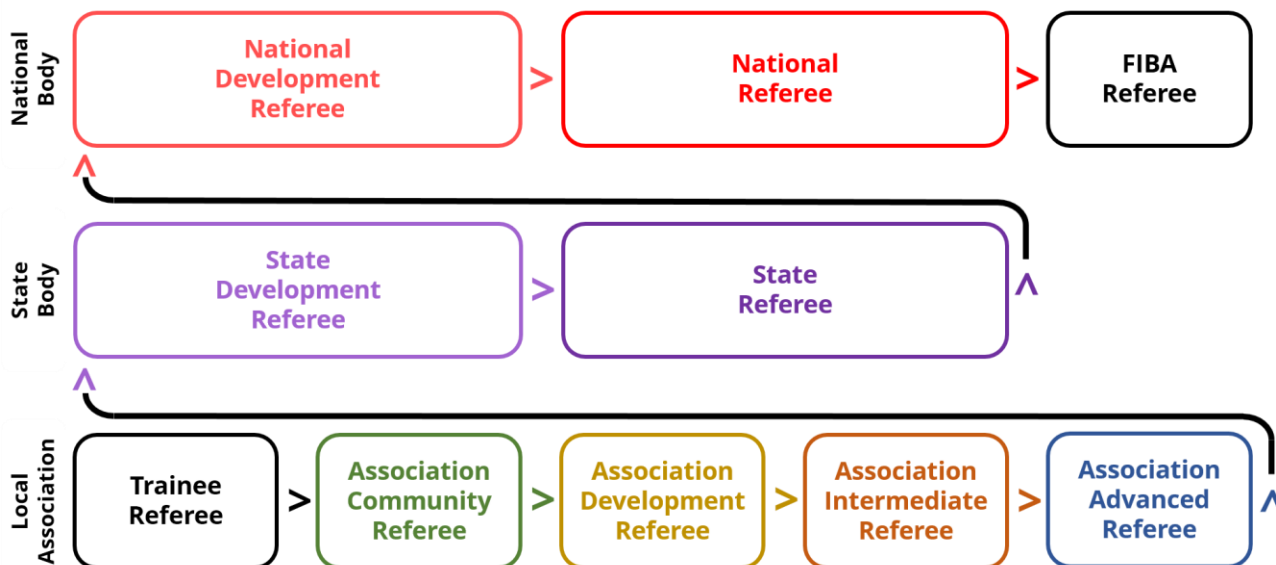 National
Body
National
Development
Referee
>
National
Referee
>
FIBA
Referee
^
State
Body
State
Development
Referee
>
State
Referee
^
^
Local
Association
Trainee
Referee
>
Association
Community
Referee
>
Association
Development
Referee
>
Association
Intermediate
Referee
>
Association
Advanced
Referee
^